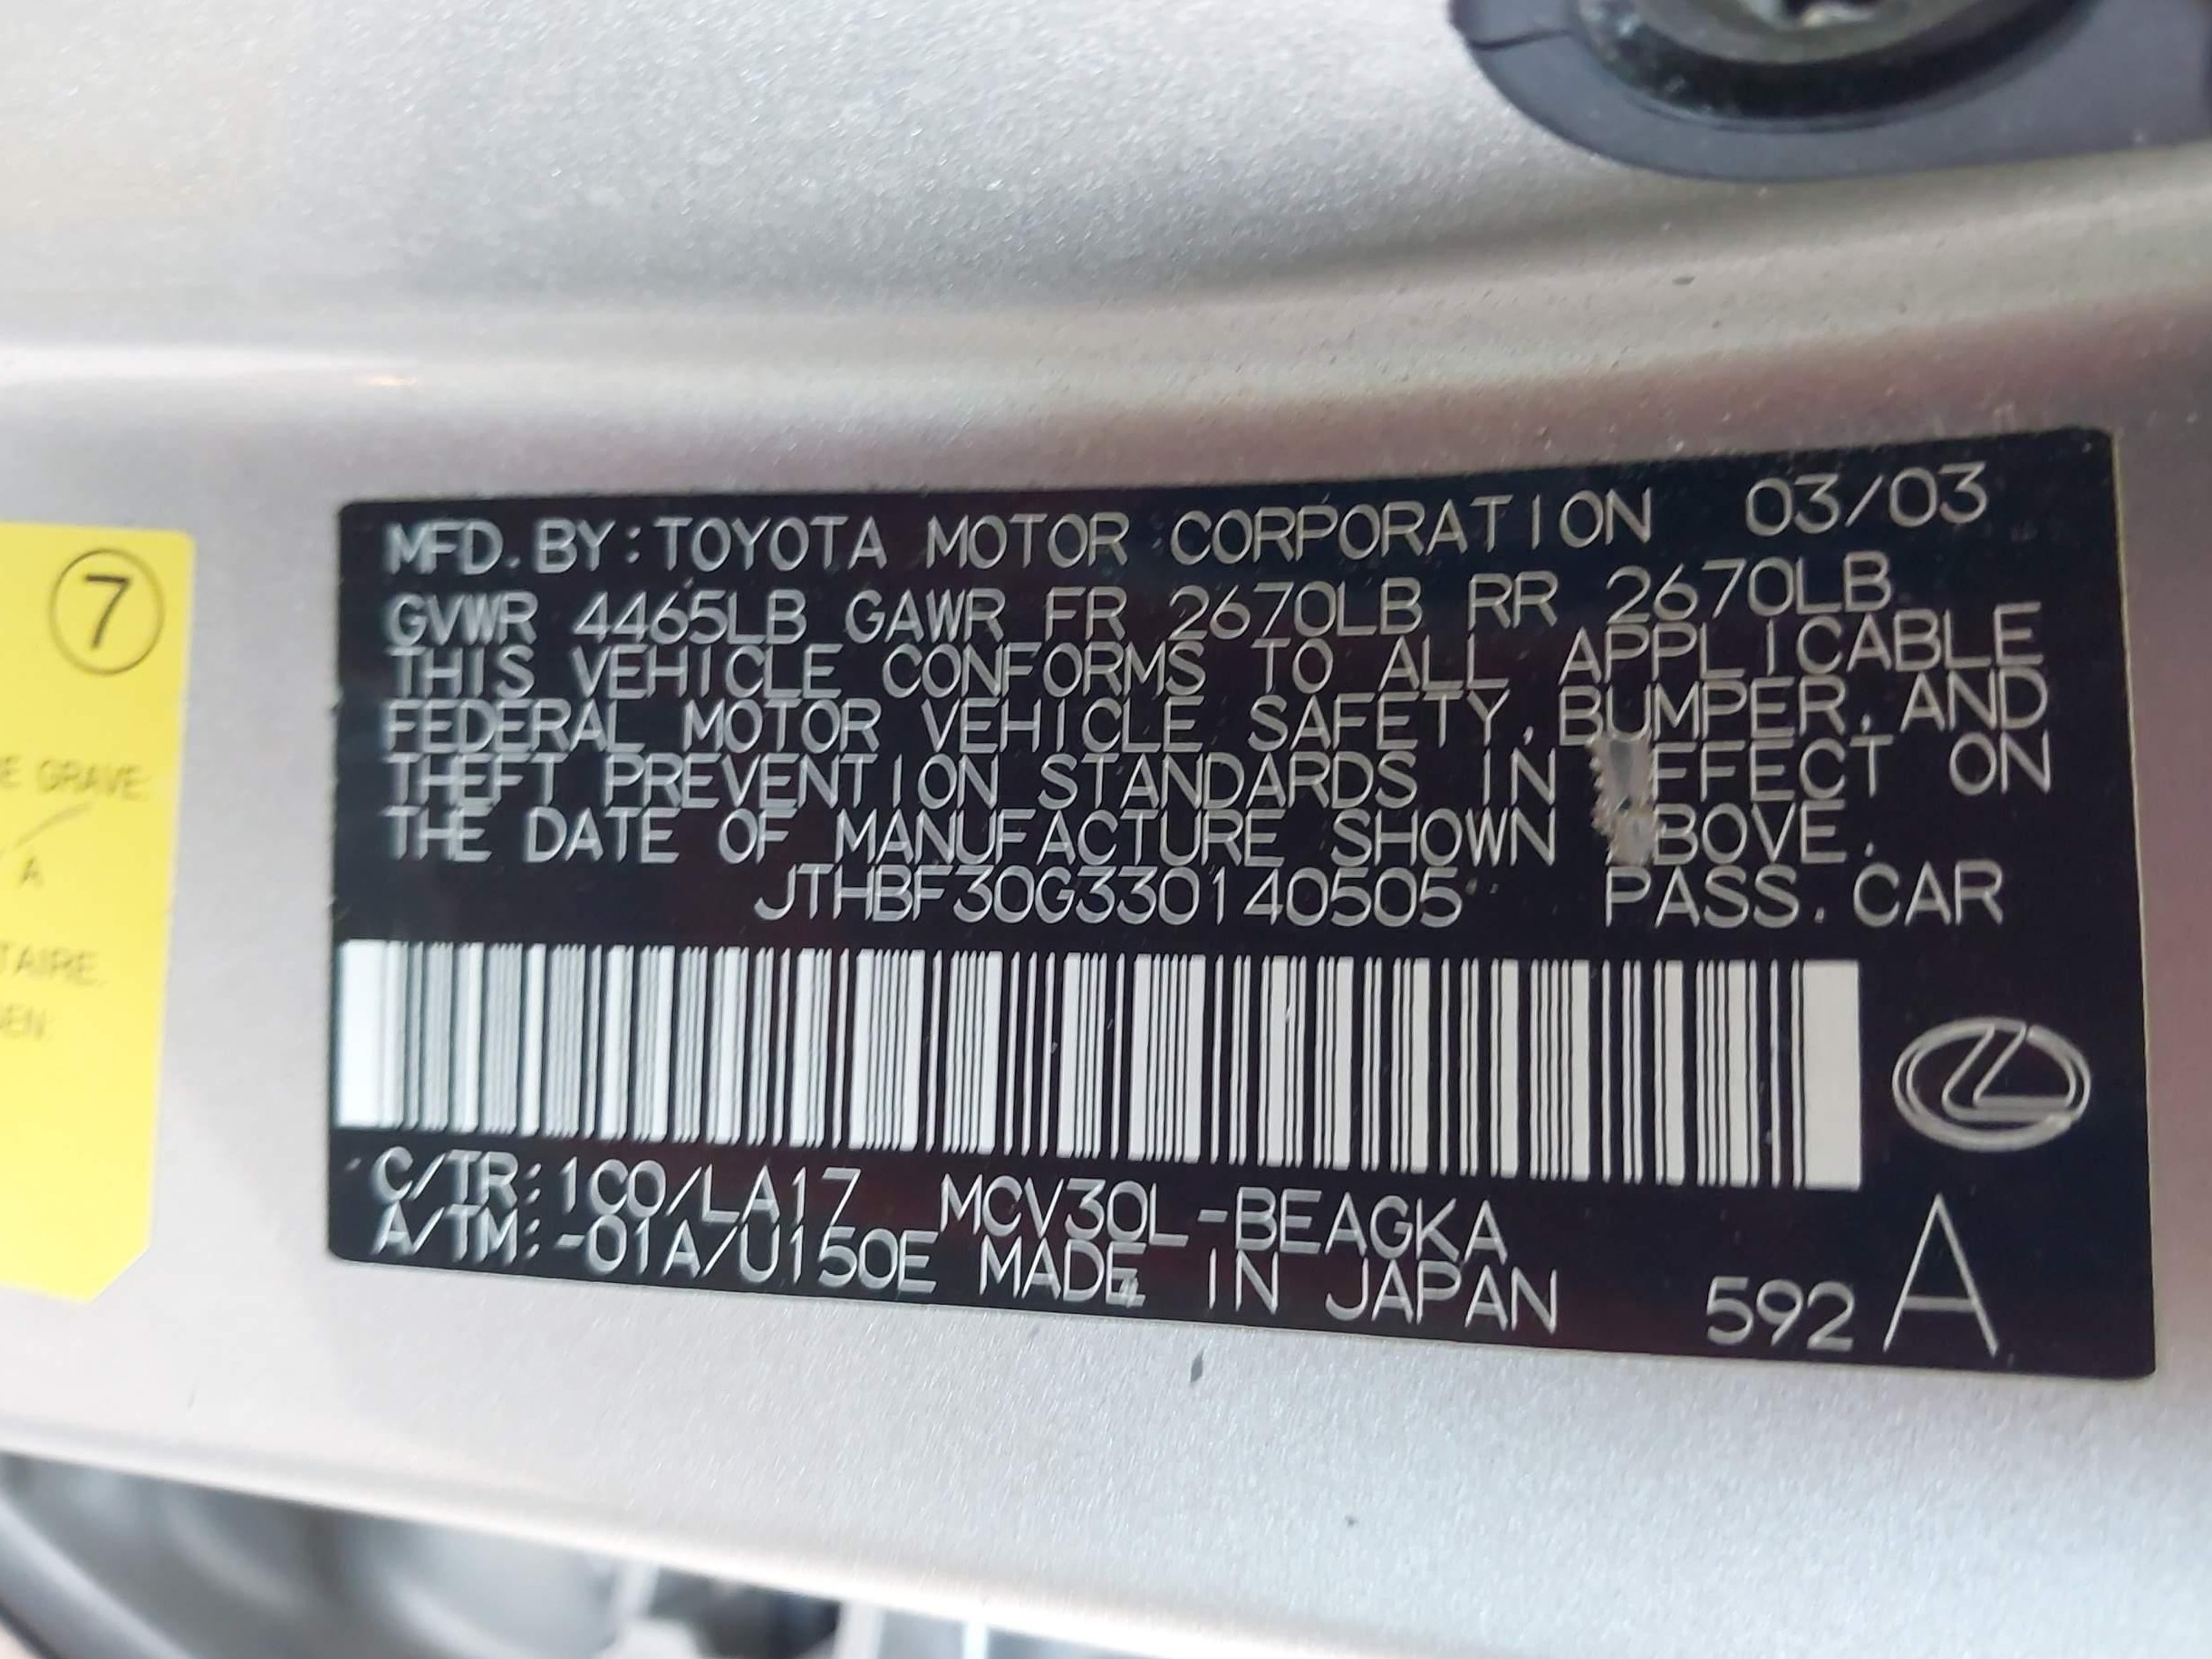 7
E GRAVE.
A
TAIRE.
MFD. BY: TOYOTA MOTOR CORPORATION 03/03
GVWR 4465LB GAWR FR 2670LB RR 2670LB
THIS VEHICLE CONFORMS TO ALL APPLICABLE
FEDERAL MOTOR VEHICLE SAFETY, BUMPER, AND
THEFT PREVENTION STANDARDS IN EFFECT ON
THE DATE OF MANUFACTURE SHOWN ABOVE.
JTHBF30G330140505 PASS. CAR
C/TR: 1C0/LA17 MCV30L-BEAGKA
A/TM: -01A/U150E MADE IN JAPAN 592 A